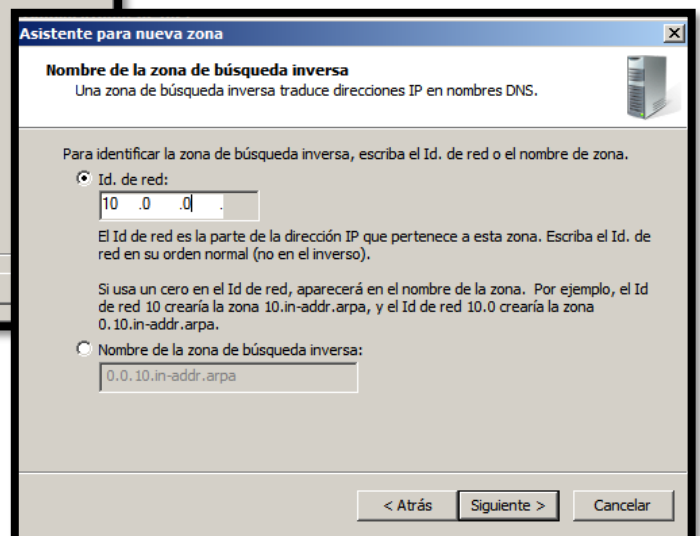 Asistente para nueva zona
Nombre de la zona de búsqueda inversa
Una zona de búsqueda inversa traduce direcciones IP en nombres DNS.
Para identificar la zona de búsqueda inversa, escriba el Id. de red o el nombre de zona.
Id. de red:
10 .0 .0 .
El Id de red es la parte de la dirección IP que pertenece a esta zona. Escriba el Id. de
red en su orden normal (no en el inverso).
Si usa un cero en el Id de red, aparecerá en el nombre de la zona. Por ejemplo, el Id
de red 10 crearía la zona 10.in-addr.arpa, y el Id de red 10.0 crearía la zona
0.10.in-addr.arpa.
Nombre de la zona de búsqueda inversa:
0.0.10.in-addr.arpa
< Atrás
Siguiente >
Cancelar